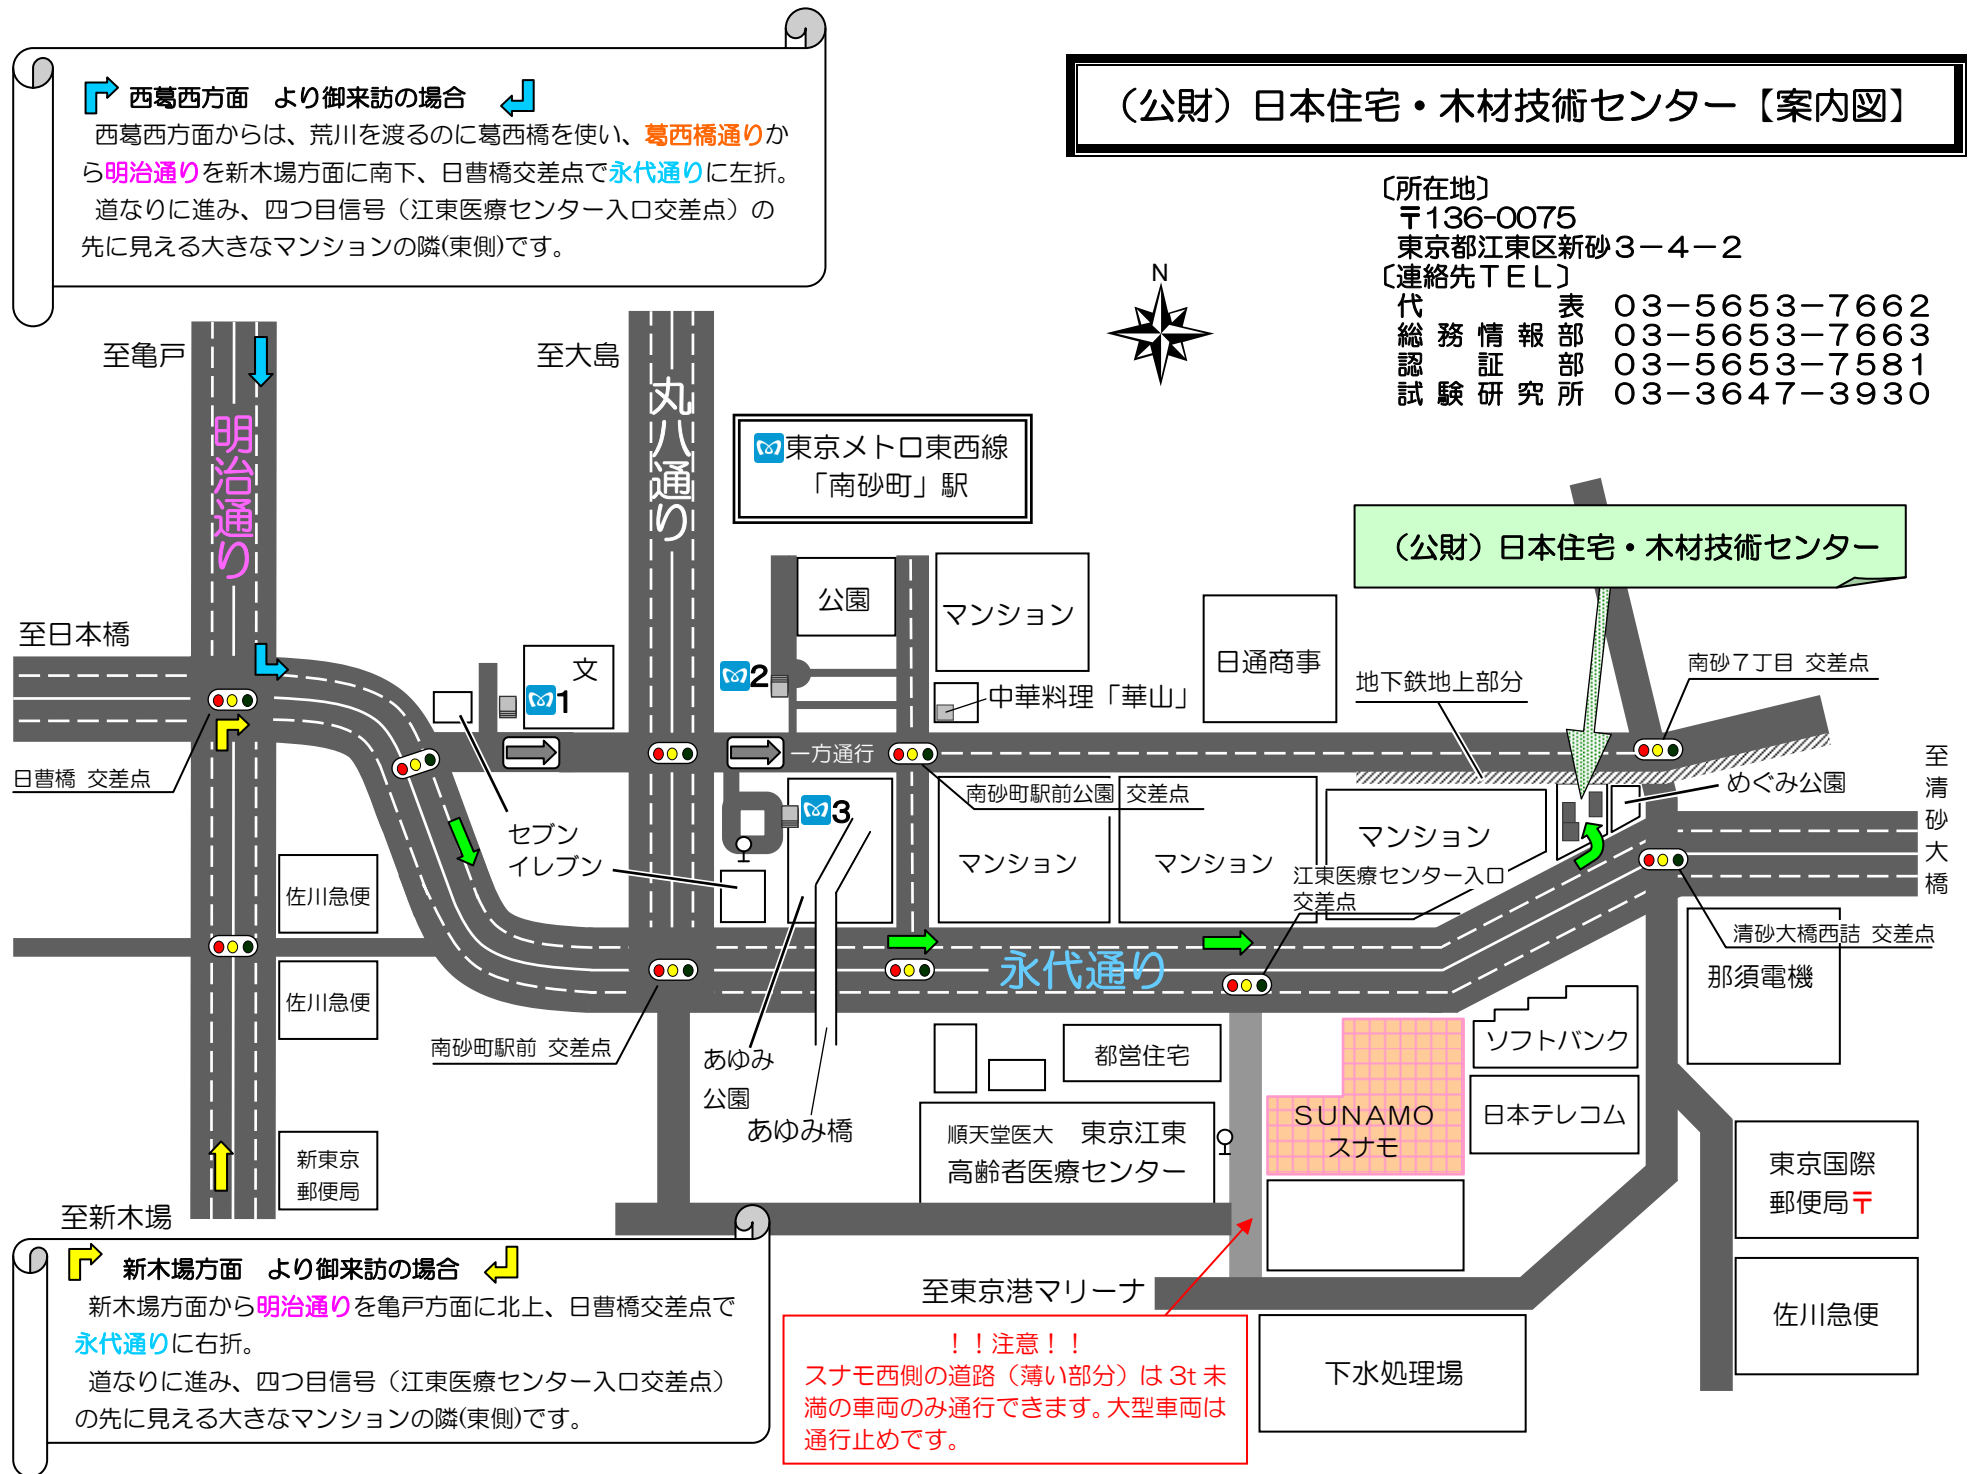 西葛西方面　より御来訪の場合
西葛西方面からは、荒川を渡るのに葛西橋を使い、葛西橋通りか
ら明治通りを新木場方面に南下、日曹橋交差点で永代通りに左折。
道なりに進み、四つ目信号（江東医療センター入口交差点）の
先に見える大きなマンションの隣(東側)です。
（公財）日本住宅・木材技術センター【案内図】
〔所在地〕
〒136-0075
東京都江東区新砂３－４－２
〔連絡先ＴＥＬ〕
代　　　表　０３－５６５３－７６６２
総務情報部　０３－５６５３－７６６３
認　証　部　０３－５６５３－７５８１
試験研究所　０３－３６４７－３９３０
N
至亀戸
至大島
明治通り
丸八通り
東京メトロ東西線
「南砂町」駅
（公財）日本住宅・木材技術センター
公園
マンション
日通商事
至日本橋
文
1
2
中華料理「華山」
地下鉄地上部分
南砂７丁目 交差点
日曹橋 交差点
一方通行
南砂町駅前公園 交差点
めぐみ公園
至清砂大橋
セブン
イレブン
3
マンション
マンション
マンション
江東医療センター入口
交差点
佐川急便
清砂大橋西詰 交差点
永代通り
那須電機
佐川急便
南砂町駅前 交差点
あゆみ
公園
あゆみ橋
都営住宅
ソフトバンク
順天堂医大　東京江東
高齢者医療センター
ＳＵＮＡＭＯ
スナモ
日本テレコム
新東京
郵便局
東京国際
郵便局〒
至新木場
至東京港マリーナ
佐川急便
下水処理場
新木場方面　より御来訪の場合
新木場方面から明治通りを亀戸方面に北上、日曹橋交差点で
永代通りに右折。
道なりに進み、四つ目信号（江東医療センター入口交差点）
の先に見える大きなマンションの隣(東側)です。
！！注意！！
スナモ西側の道路（薄い部分）は 3t 未
満の車両のみ通行できます。大型車両は
通行止めです。